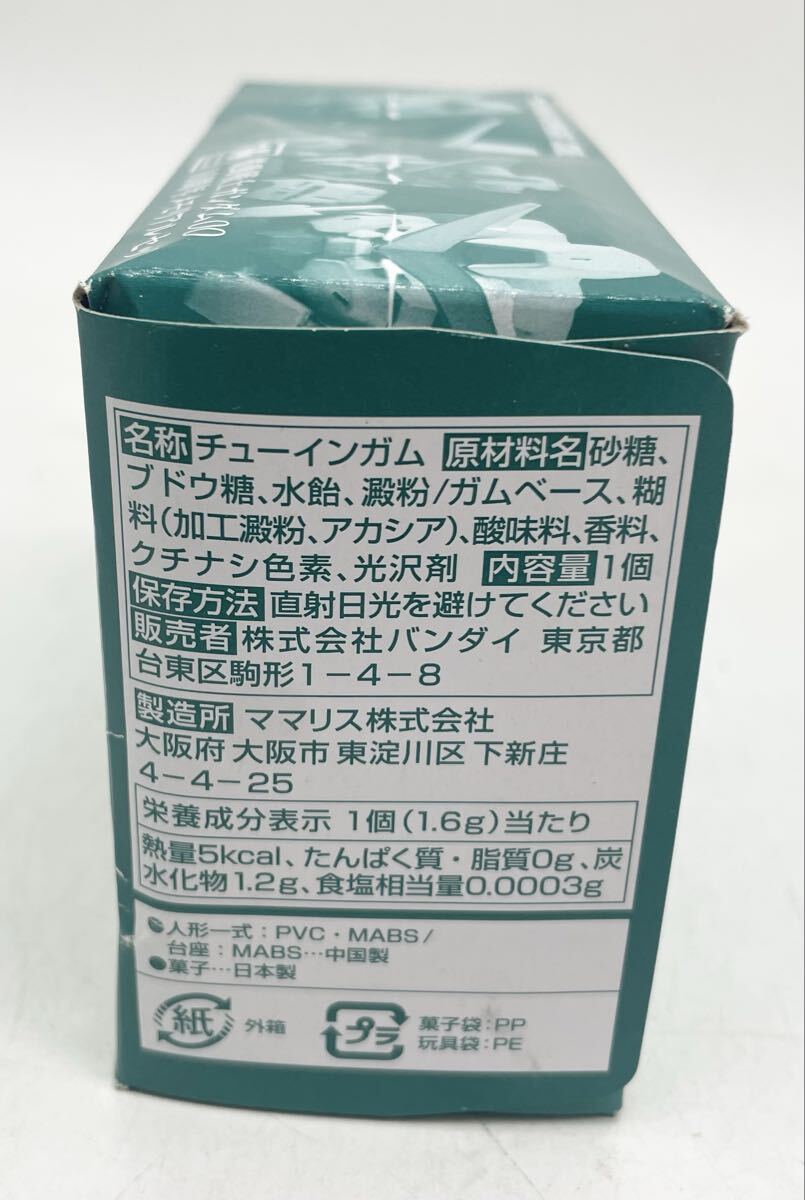 名称 チューインガム 原材料名 砂糖、
ブドウ糖、水飴、澱粉/ガムベース、糊
料(加工澱粉、アカシア)、酸味料、香料、
クチナシ色素、光沢剤 内容量 1個
保存方法 直射日光を避けてください
販売者 株式会社バンダイ 東京都
台東区駒形1-4-8
製造所 ママリス株式会社
大阪府 大阪市 東淀川区 下新庄
4-4-25
栄養成分表示 1個(1.6g)当たり
熱量5kcal、たんぱく質・脂質0g、炭
水化物1.2g、食塩相当量0.0003g
●人形一式:PVC・MABS/
台座:MABS…中国製
●菓子…日本製
紙 外箱
プラ 菓子袋:PP
玩具袋:PE